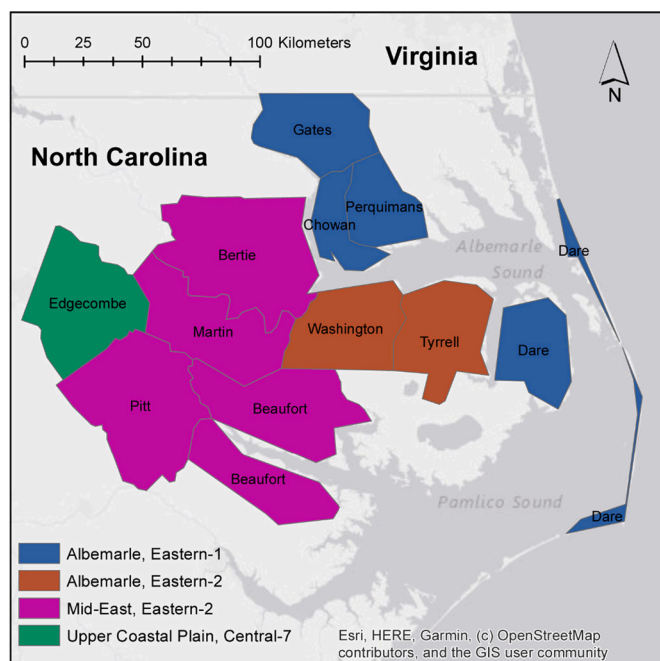 0 50 100 Kilometers
Virginia
N
Gates
North Carolina
Perquimans
Chowan
Dare
Albemarle
Sound
Bertie
Edgecombe
Martin
Washington
Tyrrell
Dare
Pitt
Beaufort
Beaufort
Pamlico Sound
Dare
Albemarle, Eastern-1
Albemarle, Eastern-2
Mid-East, Eastern-2
Upper Coastal Plain, Central-7
Esri, HERE, Garmin, (c) OpenStreetMap
contributors, and the GIS user community